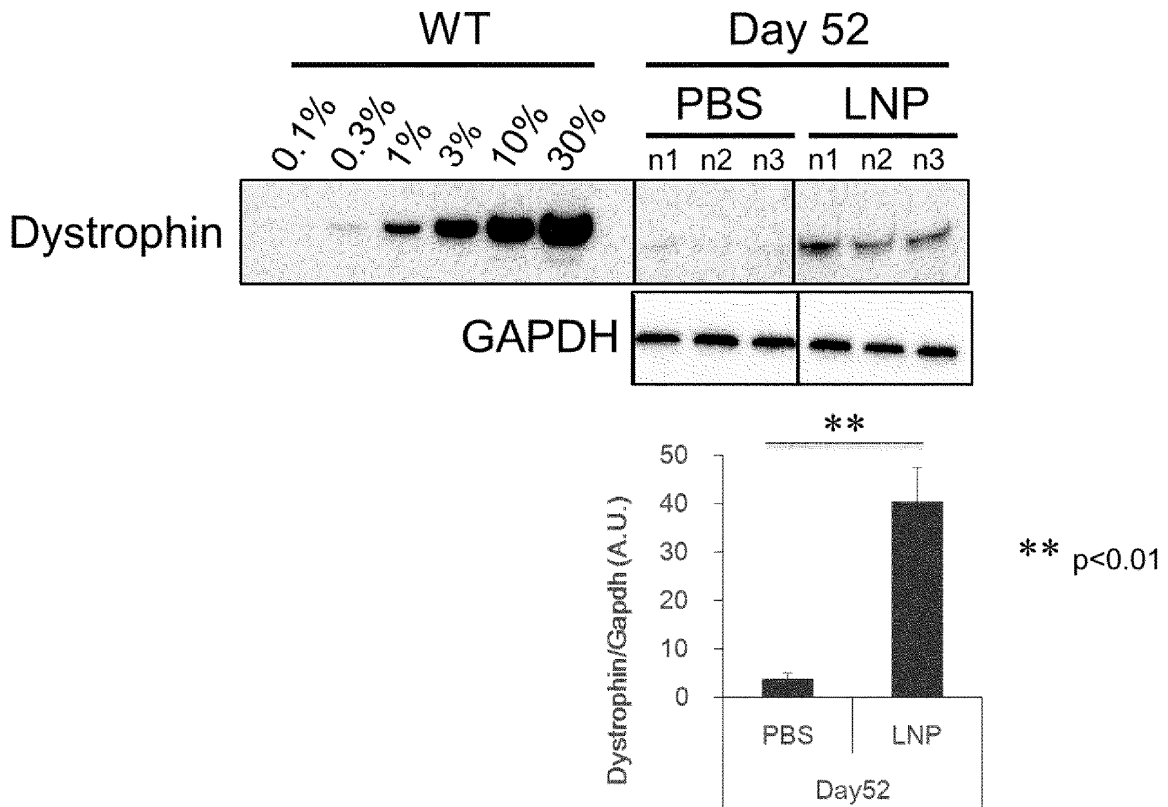 WT Day 52
PBS LNP
0.1% 0.3% 1% 3% 10% 30%
n1 n2 n3 n1 n2 n3
Dystrophin
GAPDH
**
Dystrophin/Gapdh (A.U.)
50
40
30
20
10
0
PBS LNP
Day52
** p<0.01